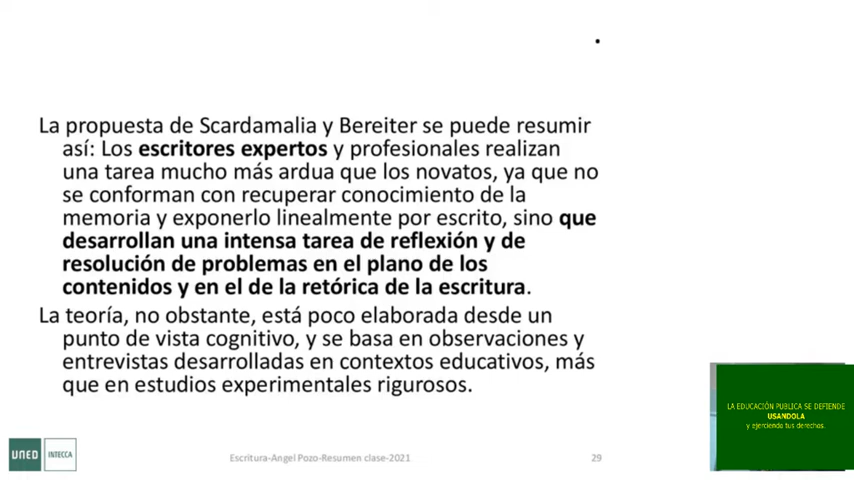 La propuesta de Scardamalia y Bereiter se puede resumir
así: Los escritores expertos y profesionales realizan
una tarea mucho más ardua que los novatos, ya que no
se conforman con recuperar conocimiento de la
memoria y exponerlo linealmente por escrito, sino que
desarrollan una intensa tarea de reflexión y de
resolución de problemas en el plano de los
contenidos y en el de la retórica de la escritura.
La teoría, no obstante, está poco elaborada desde un
punto de vista cognitivo, y se basa en observaciones y
entrevistas desarrolladas en contextos educativos, más
que en estudios experimentales rigurosos.
LA EDUCACIÓN PUBLICA SE DEFIENDE
USANDOLA
y ejerciendo tus derechos.
UNED INTECCA
Escritura-Angel Pozo-Resumen clase-2021
29